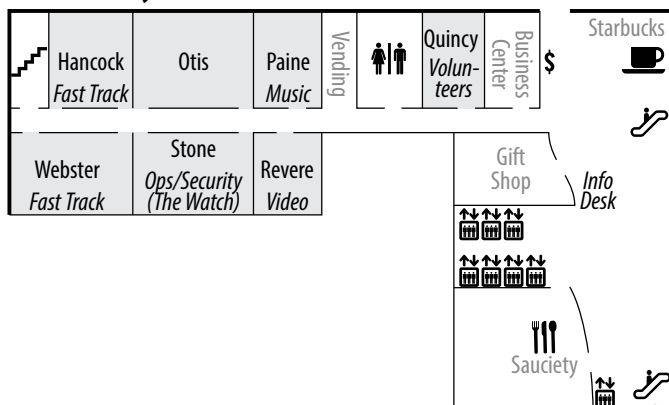 Starbucks
Hancock
Fast Track
Otis
Paine
Music
Vending
Quincy
Volun-
teers
Business
Center
$
Webster
Fast Track
Stone
Ops/Security
(The Watch)
Revere
Video
Gift
Shop
Info
Desk
Sauciety